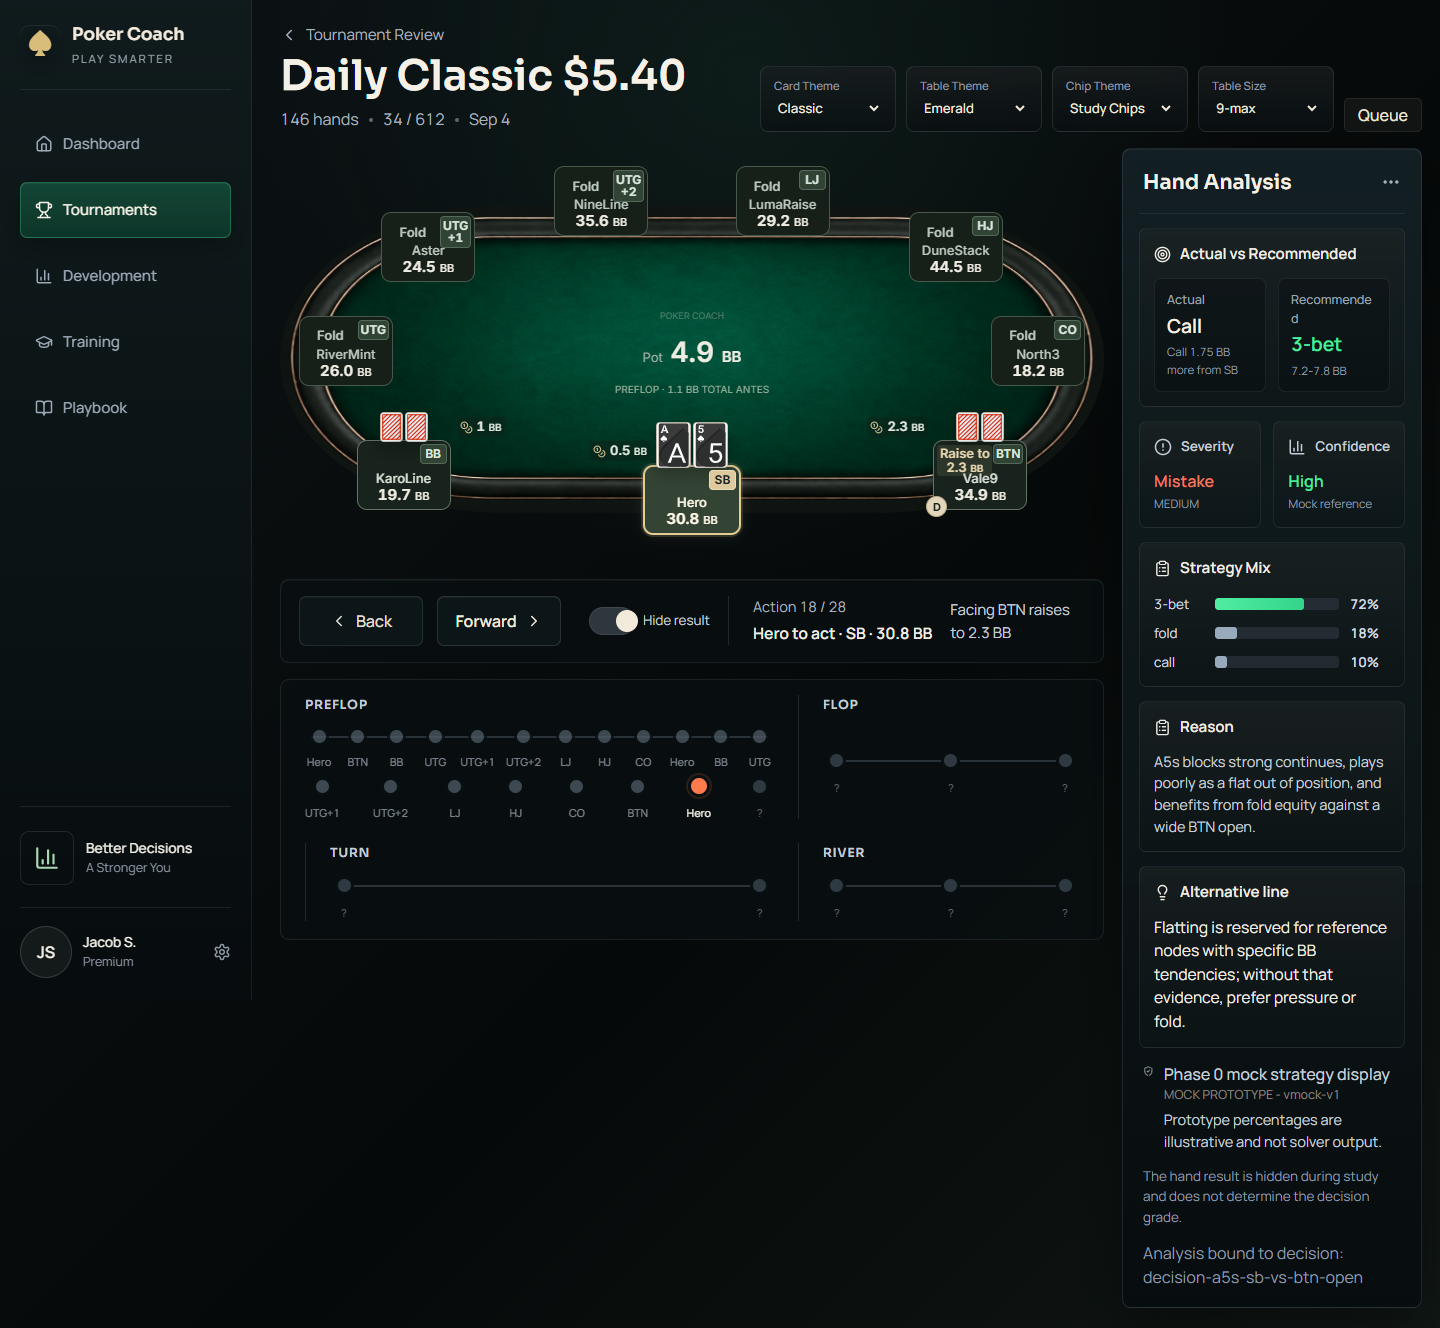 Poker Coach
PLAY SMARTER
Dashboard
Tournaments
Development
Training
Playbook
Better Decisions
A Stronger You
JS
Jacob S.
Premium
Tournament Review
Daily Classic $5.40
146 hands • 34 / 612 • Sep 4
Card Theme
Classic
Table Theme
Emerald
Chip Theme
Study Chips
Table Size
9-max
Queue
Fold
UTG
+2
NineLine
35.6 BB
Fold
LJ
LumaRaise
29.2 BB
Fold
UTG
+1
Aster
24.5 BB
Fold
HJ
DuneStack
44.5 BB
Fold
UTG
RiverMint
26.0 BB
Fold
CO
North3
18.2 BB
POKER COACH
Pot 4.9 BB
PREFLOP · 1.1 BB TOTAL ANTES
1 BB
0.5 BB
2.3 BB
A
A
5
5
BB
KaroLine
19.7 BB
SB
Hero
30.8 BB
Raise to
2.3 BB
BTN
Vale9
34.9 BB
D
Back
Forward
Hide result
Action 18 / 28
Hero to act · SB · 30.8 BB
Facing BTN raises
to 2.3 BB
PREFLOP
Hero BTN BB UTG UTG+1 UTG+2 LJ HJ CO Hero BB UTG
UTG+1 UTG+2 LJ HJ CO BTN Hero ?
FLOP
? ? ?
TURN
? ?
RIVER
? ? ?
Hand Analysis
Actual vs Recommended
Actual
Call
Call 1.75 BB
more from SB
Recommende
d
3-bet
7.2-7.8 BB
Severity
Mistake
MEDIUM
Confidence
High
Mock reference
Strategy Mix
3-bet 72%
fold 18%
call 10%
Reason
A5s blocks strong continues, plays
poorly as a flat out of position, and
benefits from fold equity against a
wide BTN open.
Alternative line
Flatting is reserved for reference
nodes with specific BB
tendencies; without that
evidence, prefer pressure or
fold.
Phase 0 mock strategy display
MOCK PROTOTYPE - vmock-v1
Prototype percentages are
illustrative and not solver output.
The hand result is hidden during study
and does not determine the decision
grade.
Analysis bound to decision:
decision-a5s-sb-vs-btn-open